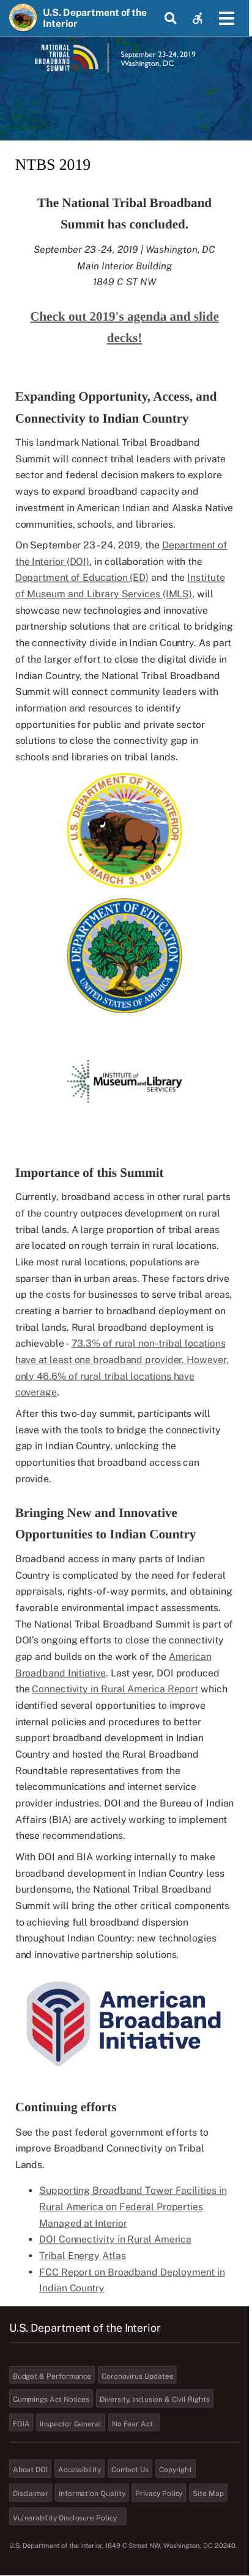 U.S. Department of the
Interior
NATIONAL
TRIBAL
BROADBAND
SUMMIT
September 23-24, 2019
Washington, DC
NTBS 2019
The National Tribal Broadband
Summit has concluded.
September 23 -24, 2019 | Washington, DC
Main Interior Building
1849 C ST NW
Check out 2019's agenda and slide
decks!
Expanding Opportunity, Access, and
Connectivity to Indian Country
This landmark National Tribal Broadband
Summit will connect tribal leaders with private
sector and federal decision makers to explore
ways to expand broadband capacity and
investment in American Indian and Alaska Native
communities, schools, and libraries.
On September 23 - 24, 2019, the Department of
the Interior (DOI), in collaboration with the
Department of Education (ED) and the Institute
of Museum and Library Services (IMLS), will
showcase new technologies and innovative
partnership solutions that are critical to bridging
the connectivity divide in Indian Country. As part
of the larger effort to close the digital divide in
Indian Country, the National Tribal Broadband
Summit will connect community leaders with
information and resources to identify
opportunities for public and private sector
solutions to close the connectivity gap in
schools and libraries on tribal lands.
U.S. DEPARTMENT OF THE INTERIOR
MARCH 3, 1849
DEPARTMENT OF EDUCATION
UNITED STATES OF AMERICA
INSTITUTE of
Museum and Library
SERVICES
Importance of this Summit
Currently, broadband access in other rural parts
of the country outpaces development on rural
tribal lands. A large proportion of tribal areas
are located on rough terrain in rural locations.
Like most rural locations, populations are
sparser than in urban areas. These factors drive
up the costs for businesses to serve tribal areas,
creating a barrier to broadband deployment on
tribal lands. Rural broadband deployment is
achievable - 73.3% of rural non-tribal locations
have at least one broadband provider. However,
only 46.6% of rural tribal locations have
coverage.
After this two-day summit, participants will
leave with the tools to bridge the connectivity
gap in Indian Country, unlocking the
opportunities that broadband access can
provide.
Bringing New and Innovative
Opportunities to Indian Country
Broadband access in many parts of Indian
Country is complicated by the need for federal
appraisals, rights-of-way permits, and obtaining
favorable environmental impact assessments.
The National Tribal Broadband Summit is part of
DOI's ongoing efforts to close the connectivity
gap and builds on the work of the American
Broadband Initiative. Last year, DOI produced
the Connectivity in Rural America Report which
identified several opportunities to improve
internal policies and procedures to better
support broadband development in Indian
Country and hosted the Rural Broadband
Roundtable representatives from the
telecommunications and internet service
provider industries. DOI and the Bureau of Indian
Affairs (BIA) are actively working to implement
these recommendations.
With DOI and BIA working internally to make
broadband development in Indian Country less
burdensome, the National Tribal Broadband
Summit will bring the other critical components
to achieving full broadband dispersion
throughout Indian Country: new technologies
and innovative partnership solutions.
American
Broadband
Initiative
Continuing efforts
See the past federal government efforts to
improve Broadband Connectivity on Tribal
Lands.
• Supporting Broadband Tower Facilities in
Rural America on Federal Properties
Managed at Interior
• DOI Connectivity in Rural America
• Tribal Energy Atlas
• FCC Report on Broadband Deployment in
Indian Country
U.S. Department of the Interior
Budget & Performance
Coronavirus Updates
Cummings Act Notices
Diversity, Inclusion & Civil Rights
FOIA
Inspector General
No Fear Act
About DOI
Accessibility
Contact Us
Copyright
Disclaimer
Information Quality
Privacy Policy
Site Map
Vulnerability Disclosure Policy
U.S. Department of the Interior, 1849 C Street NW, Washington, DC 20240.